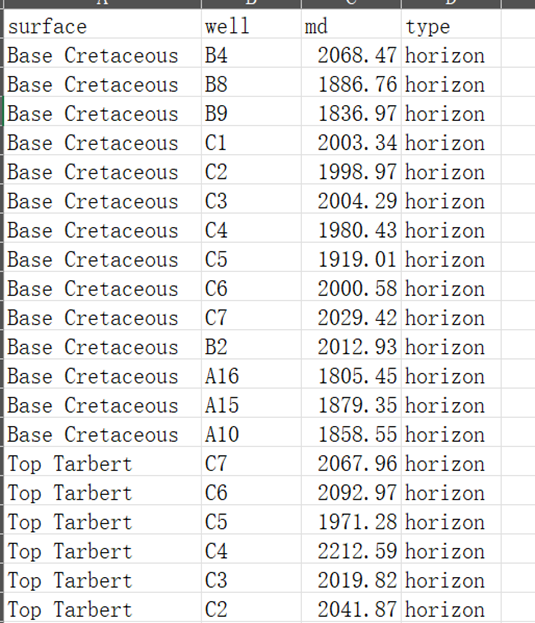 surface well md type
Base Cretaceous B4 2068.47 horizon
Base Cretaceous B8 1886.76 horizon
Base Cretaceous B9 1836.97 horizon
Base Cretaceous C1 2003.34 horizon
Base Cretaceous C2 1998.97 horizon
Base Cretaceous C3 2004.29 horizon
Base Cretaceous C4 1980.43 horizon
Base Cretaceous C5 1919.01 horizon
Base Cretaceous C6 2000.58 horizon
Base Cretaceous C7 2029.42 horizon
Base Cretaceous B2 2012.93 horizon
Base Cretaceous A16 1805.45 horizon
Base Cretaceous A15 1879.35 horizon
Base Cretaceous A10 1858.55 horizon
Top Tarbert C7 2067.96 horizon
Top Tarbert C6 2092.97 horizon
Top Tarbert C5 1971.28 horizon
Top Tarbert C4 2212.59 horizon
Top Tarbert C3 2019.82 horizon
Top Tarbert C2 2041.87 horizon